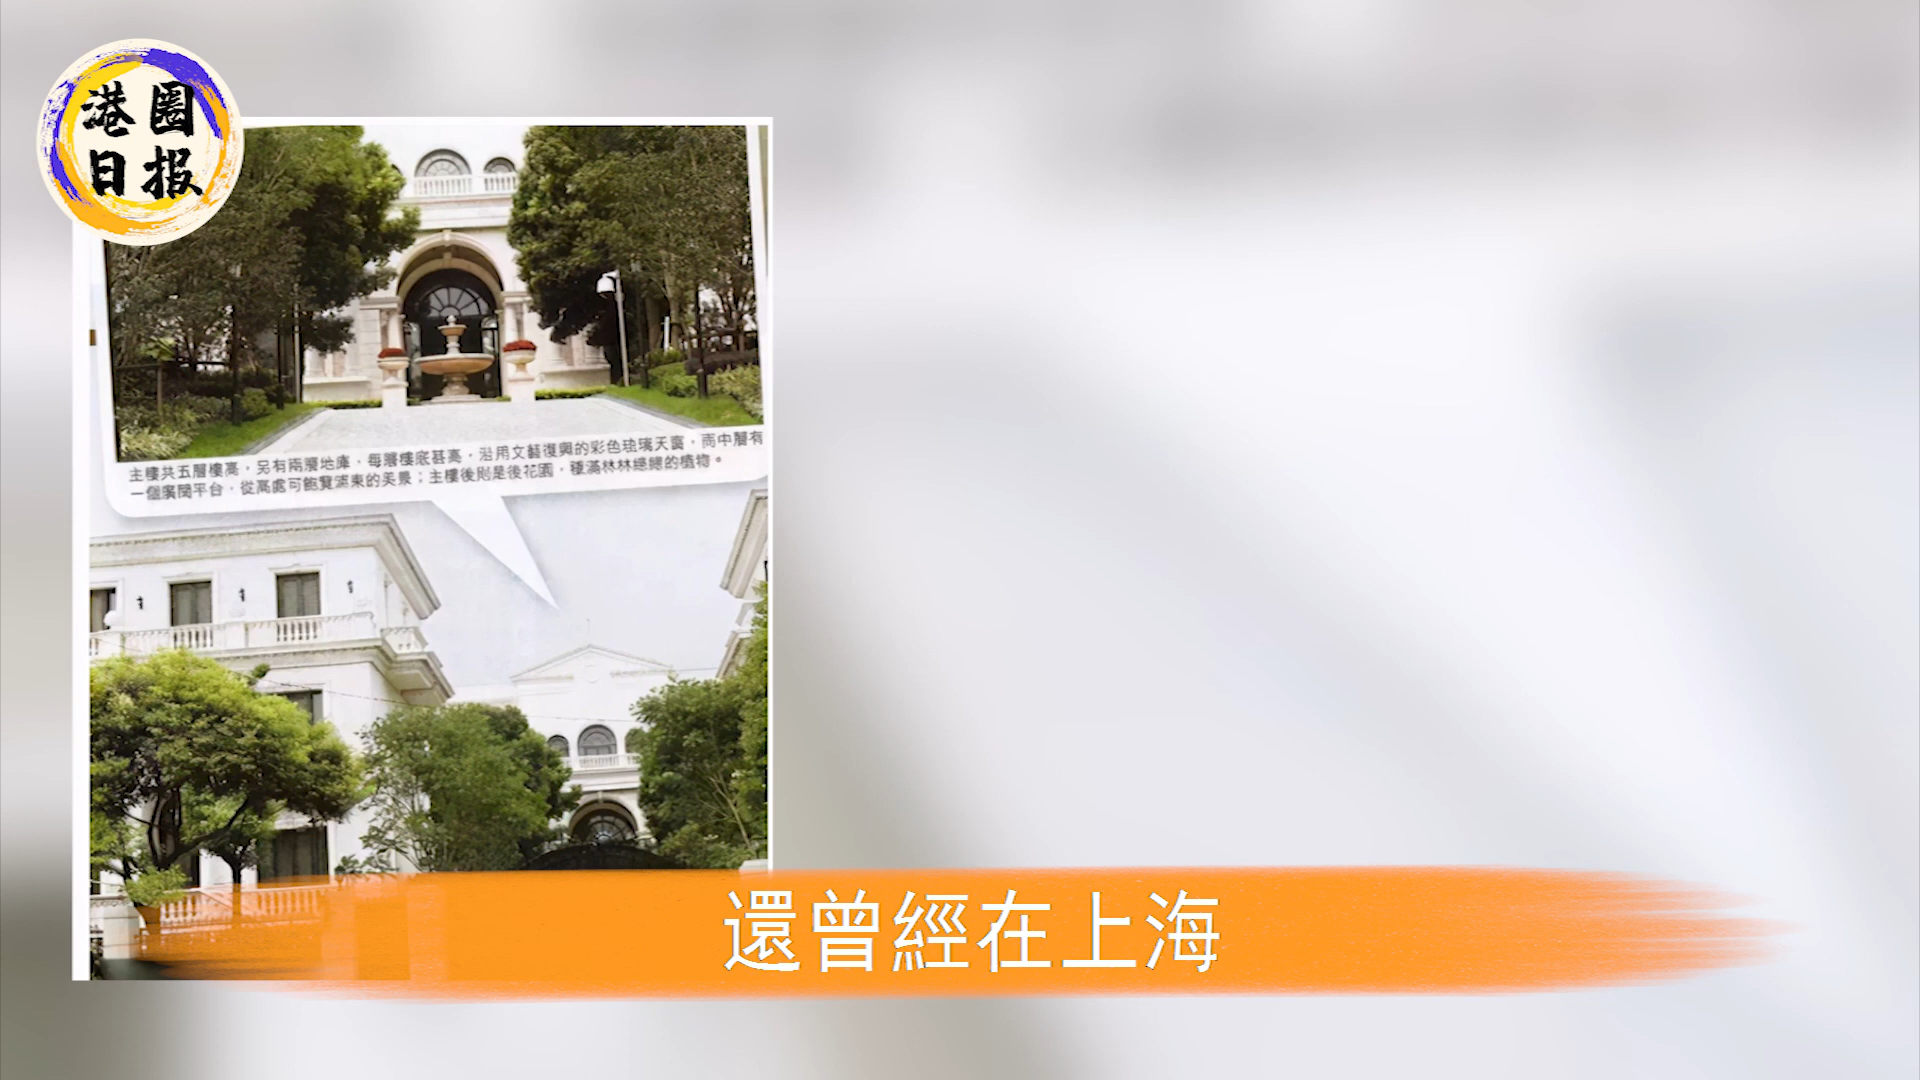 港圈
日报
主樓共五層樓高，另有兩層地庫，每層樓底甚高，沿用文藝復興的彩色琉璃天窗，而中層有
一個廣闊平台，從高處可飽覽浦東的美景；主樓後則是後花園，種滿林林總總的植物。
還曾經在上海